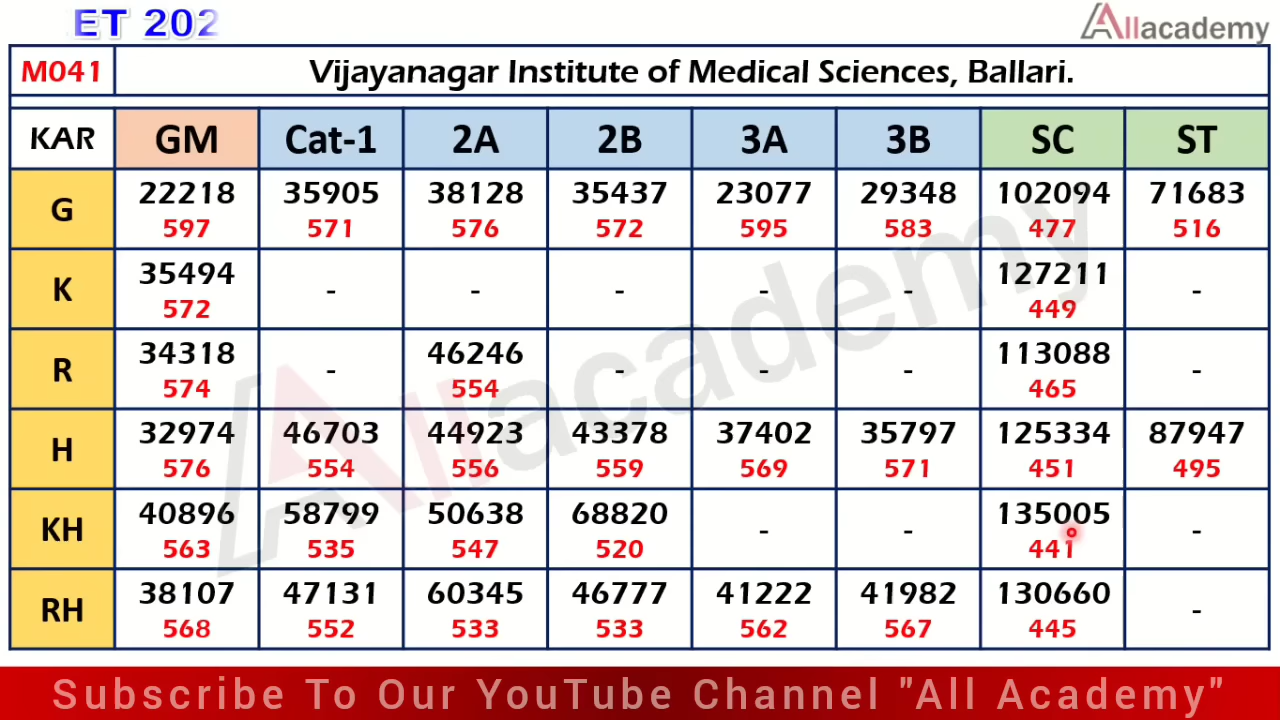 ET 202
Allacademy
M041 Vijayanagar Institute of Medical Sciences, Ballari.
KAR GM Cat-1 2A 2B 3A 3B SC ST
G 22218 35905 38128 35437 23077 29348 102094 71683
597 571 576 572 595 583 477 516
K 35494 - - - - - 127211 -
572 449
R 34318 - 46246 - - - 113088 -
574 554 465
H 32974 46703 44923 43378 37402 35797 125334 87947
576 554 556 559 569 571 451 495
KH 40896 58799 50638 68820 - - 135005 -
563 535 547 520 441
RH 38107 47131 60345 46777 41222 41982 130660 -
568 552 533 533 562 567 445
Allacademy
Subscribe To Our YouTube Channel "All Academy"